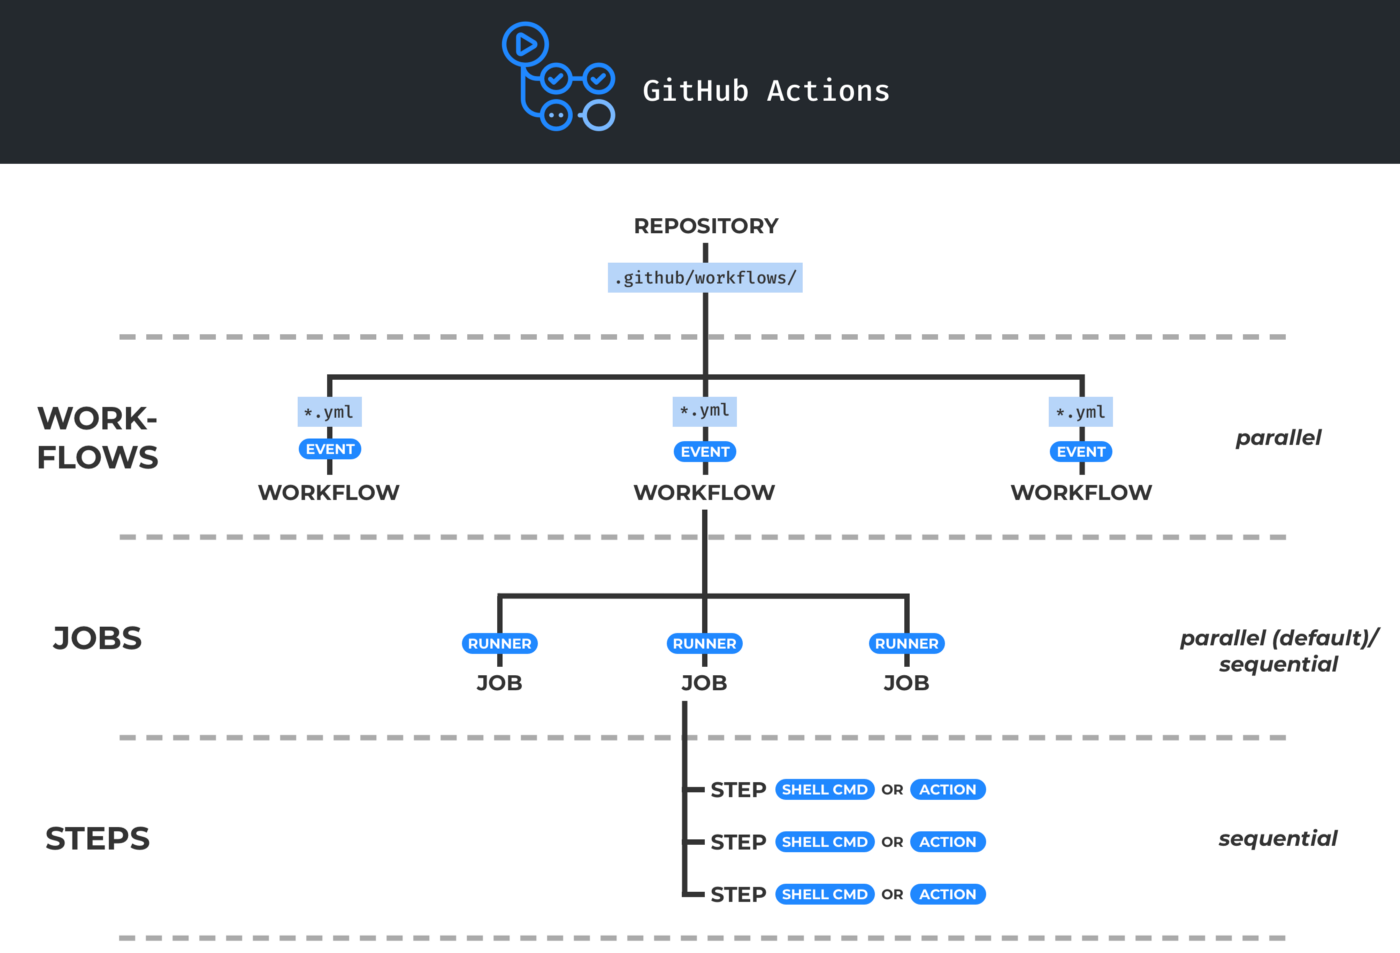 GitHub Actions
REPOSITORY
.github/workflows/
WORK-
FLOWS
*.yml
*.yml
*.yml
EVENT
EVENT
EVENT
WORKFLOW
WORKFLOW
WORKFLOW
parallel
JOBS
RUNNER
RUNNER
RUNNER
JOB
JOB
JOB
parallel (default)/
sequential
STEPS
STEP SHELL CMD OR ACTION
STEP SHELL CMD OR ACTION
STEP SHELL CMD OR ACTION
sequential